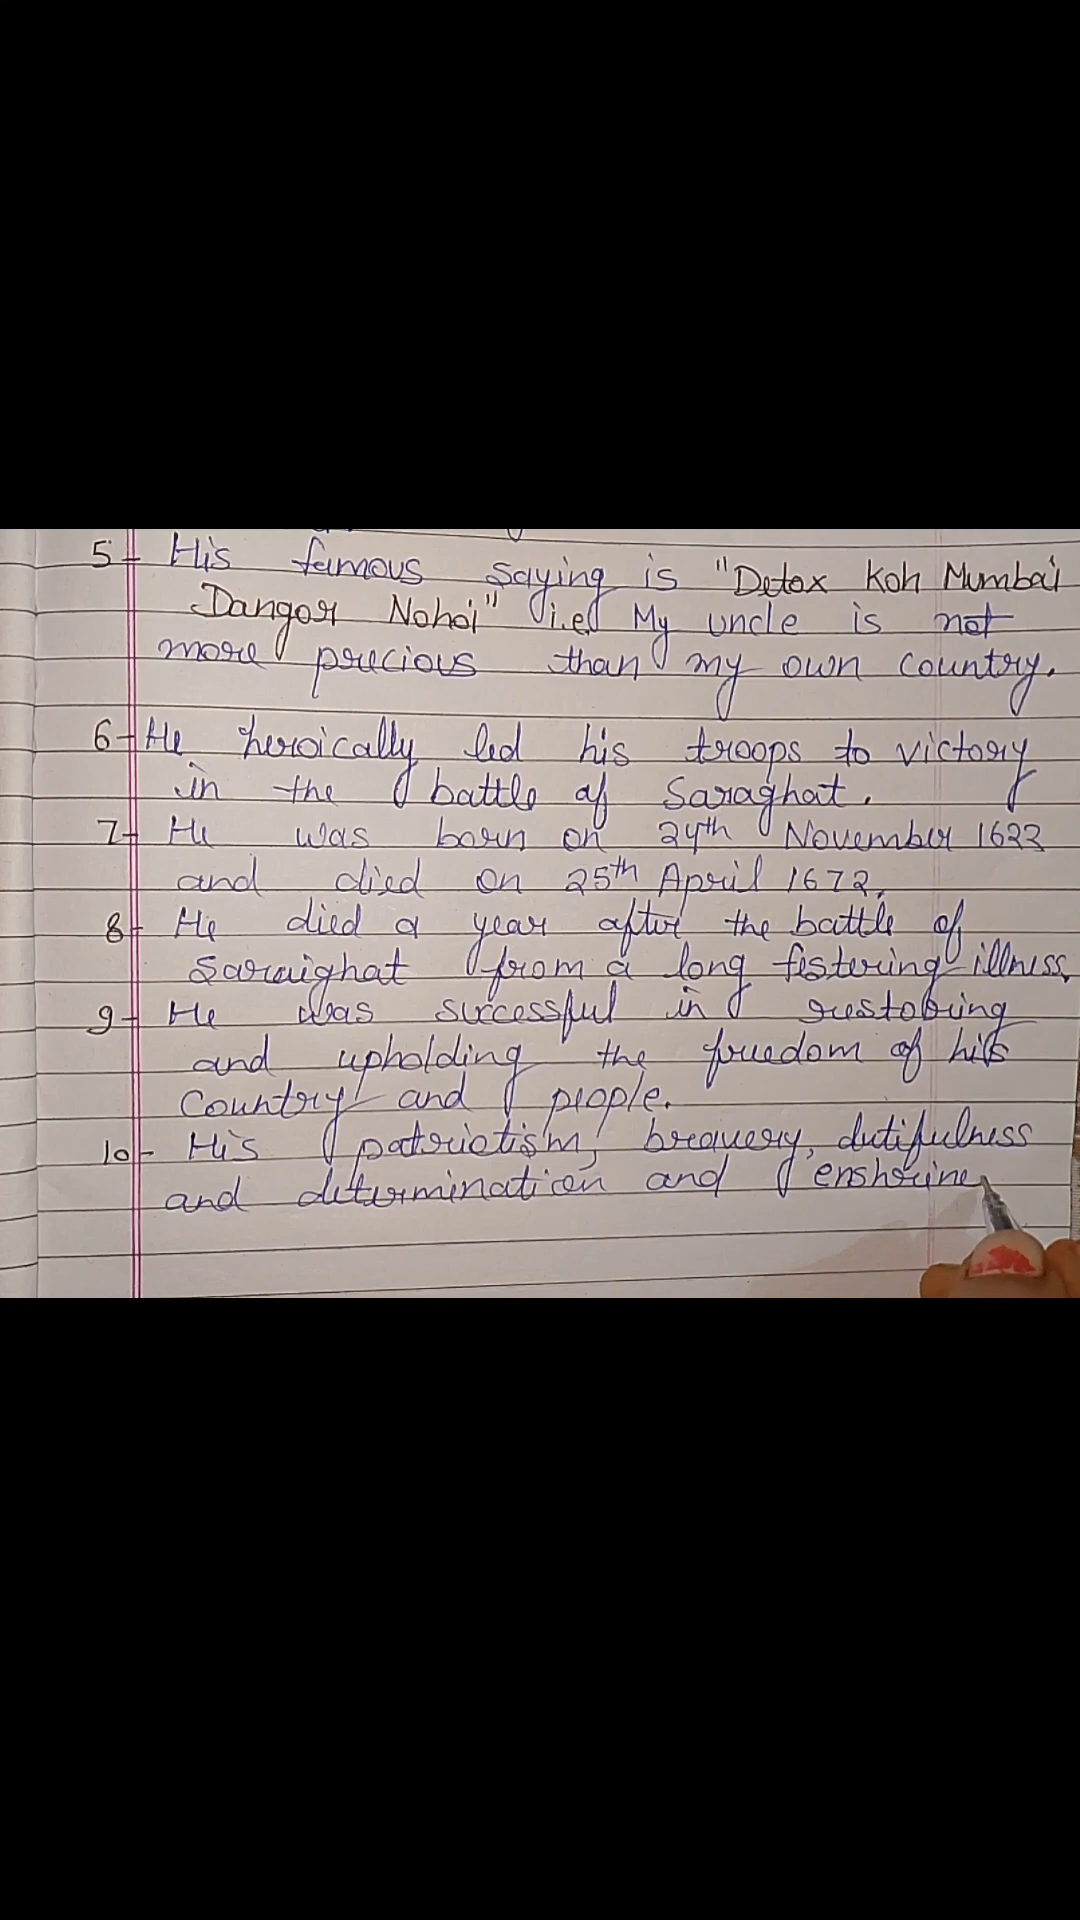 5- His famous saying is "Detox Koh Mumbai
Dangor Nohoi" i.e. My uncle is not
more precious than my own country.
6- He heroically led his troops to victory
in the battle of Saraghat.
7- He was born on 24th November 1622
and died on 25th April 1672.
8- He died a year after the battle of
Saraighat from a long festering illness.
9- He was successful in restoring
and upholding the freedom of his
Country and people.
10- His patriotism, bravery, dutifulness
and determination and enshrine